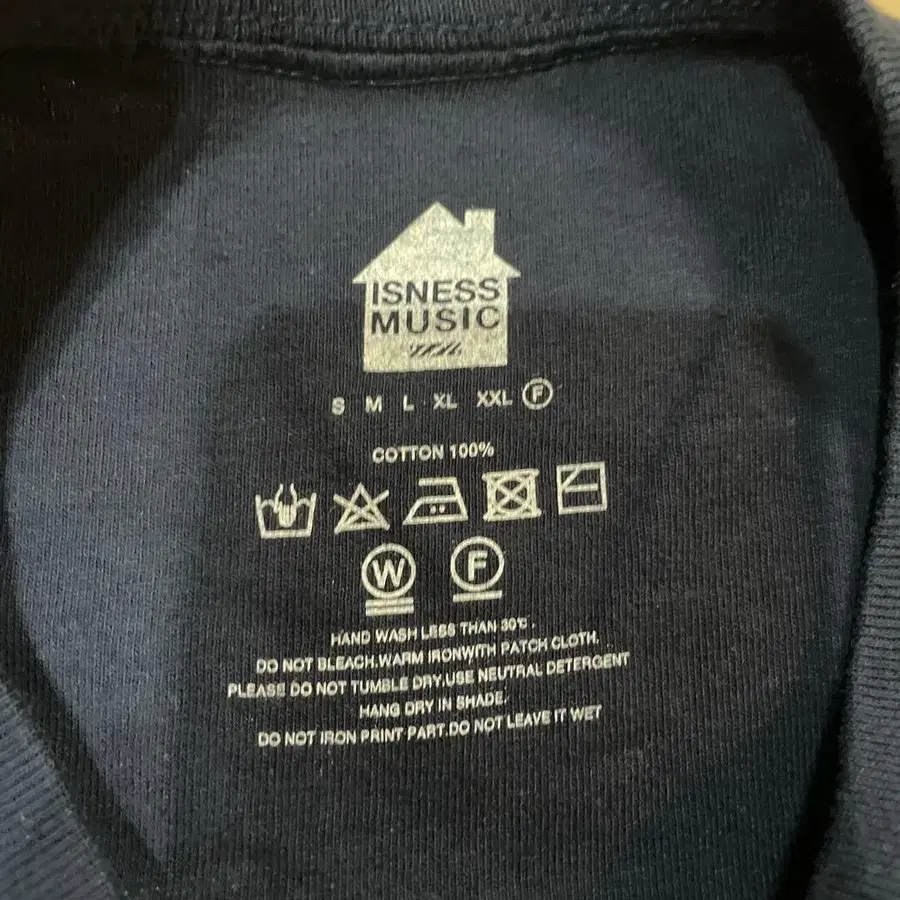 ISNESS
MUSIC
S M L XL XXL F
COTTON 100%
W F
HAND WASH LESS THAN 30℃.
DO NOT BLEACH.WARM IRONWITH PATCH CLOTH.
PLEASE DO NOT TUMBLE DRY.USE NEUTRAL DETERGENT
HANG DRY IN SHADE.
DO NOT IRON PRINT PART.DO NOT LEAVE IT WET